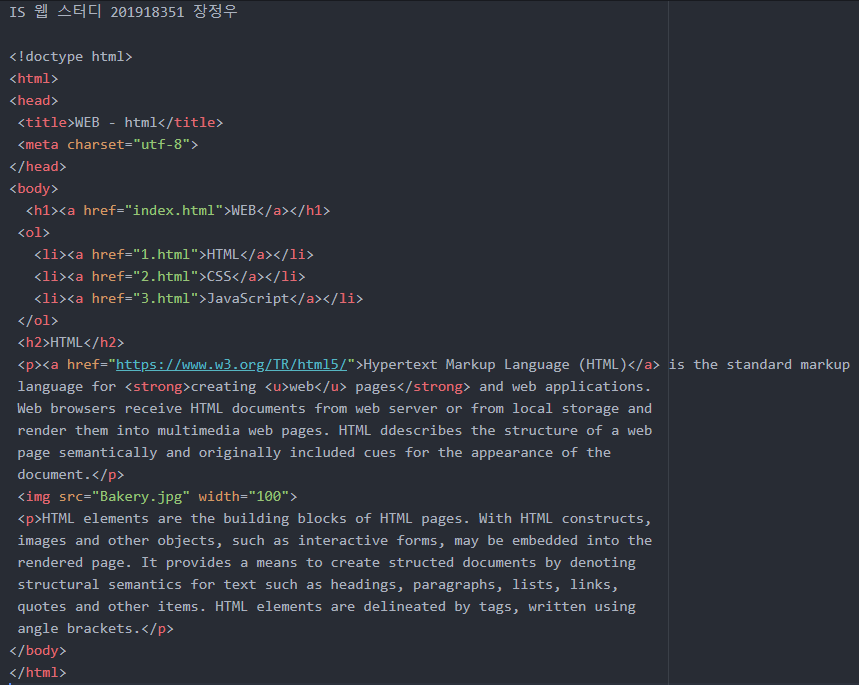 IS 웹 스터디 201918351 장정우
<!doctype html>
<html>
<head>
<title>WEB - html</title>
<meta charset="utf-8">
</head>
<body>
<h1><a href="index.html">WEB</a></h1>
<ol>
<li><a href="1.html">HTML</a></li>
<li><a href="2.html">CSS</a></li>
<li><a href="3.html">JavaScript</a></li>
</ol>
<h2>HTML</h2>
<p><a href="https://www.w3.org/TR/html5/">Hypertext Markup Language (HTML)</a> is the standard markup
language for <strong>creating <u>web</u> pages</strong> and web applications.
Web browsers receive HTML documents from web server or from local storage and
render them into multimedia web pages. HTML ddescribes the structure of a web
page semantically and originally included cues for the appearance of the
document.</p>
<img src="Bakery.jpg" width="100">
<p>HTML elements are the building blocks of HTML pages. With HTML constructs,
images and other objects, such as interactive forms, may be embedded into the
rendered page. It provides a means to create structed documents by denoting
structural semantics for text such as headings, paragraphs, lists, links,
quotes and other items. HTML elements are delineated by tags, written using
angle brackets.</p>
</body>
</html>